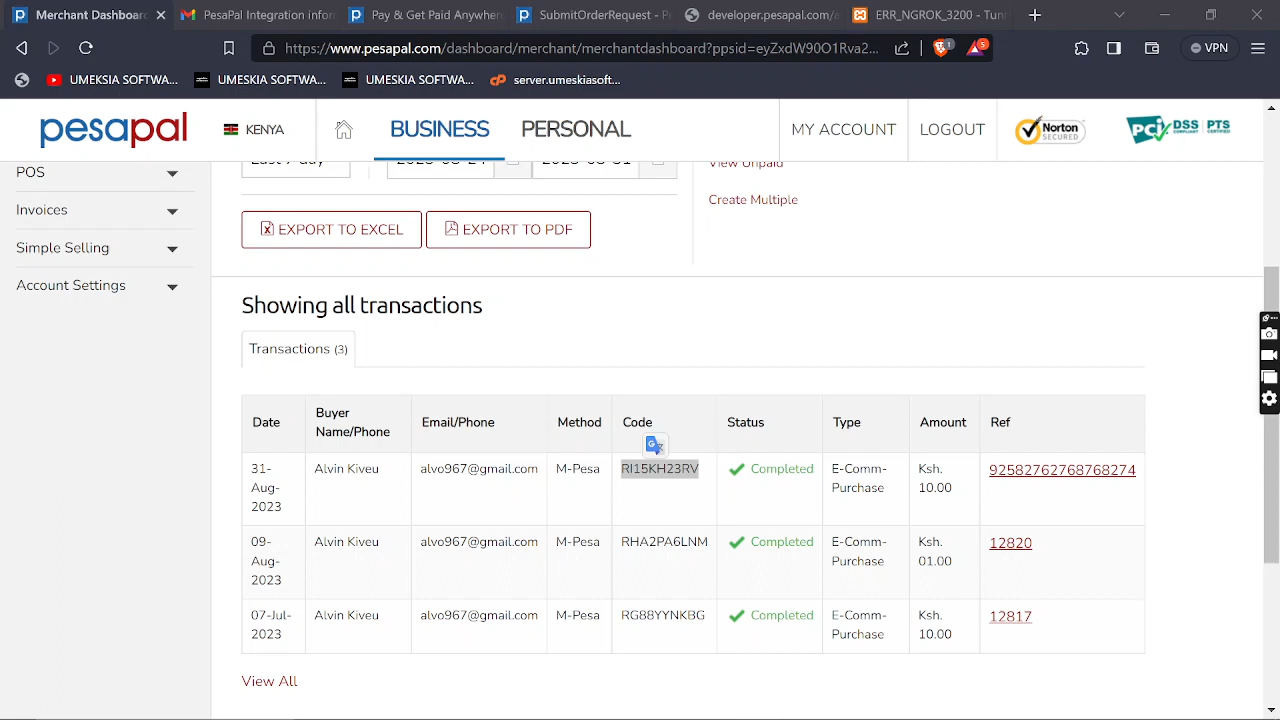 Merchant Dashboar
PesaPal Integration infor
Pay & Get Paid Anywher
SubmitOrderRequest - P
developer.pesapal.com/
ERR_NGROK_3200 - Tun
https://www.pesapal.com/dashboard/merchant/merchantdashboard?ppsid=eyZxdW90O1Rva2...
1
5
VPN
UMEKSIA SOFTWA...
UMESKIA SOFTWA...
UMESKIA SOFTWA...
server.umeskiasoft...
pesapal
KENYA
BUSINESS
PERSONAL
MY ACCOUNT
LOGOUT
Norton
SECURED
PCI DSS COMPLIANT
PTS CERTIFIED
POS
Invoices
Simple Selling
Account Settings
View Unpaid
Create Multiple
EXPORT TO EXCEL
EXPORT TO PDF
Showing all transactions
Transactions (3)
Date Buyer Name/Phone Email/Phone Method Code Status Type Amount Ref
31-Aug-2023 Alvin Kiveu alvo967@gmail.com M-Pesa RI15KH23RV Completed E-Comm-Purchase Ksh. 10.00 92582762768768274
09-Aug-2023 Alvin Kiveu alvo967@gmail.com M-Pesa RHA2PA6LNM Completed E-Comm-Purchase Ksh. 01.00 12820
07-Jul-2023 Alvin Kiveu alvo967@gmail.com M-Pesa RG88YYNKBG Completed E-Comm-Purchase Ksh. 10.00 12817
View All